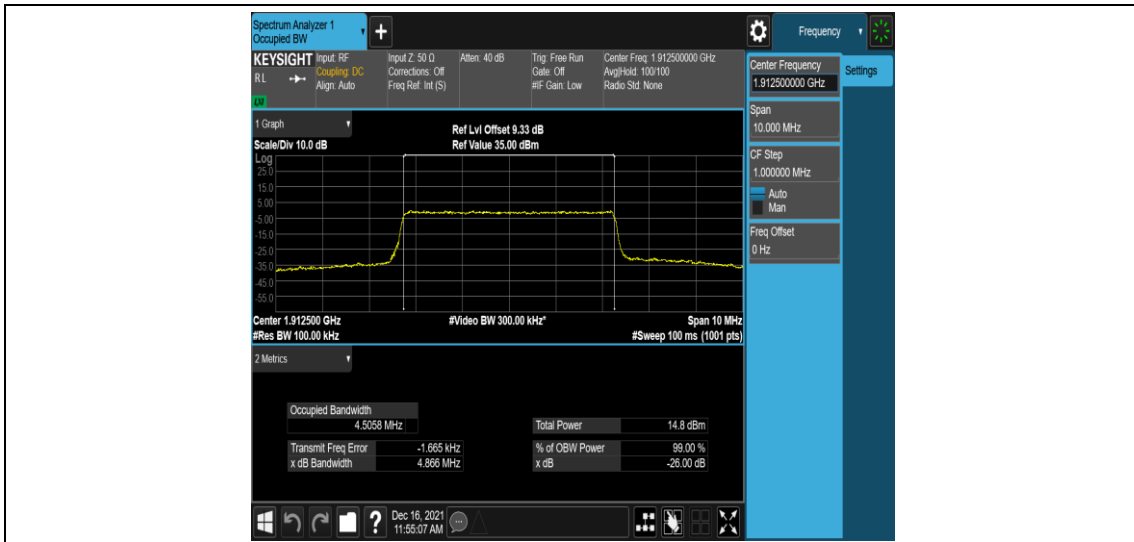 Spectrum Analyzer 1
Occupied BW
+
Frequency
KEYSIGHT
RL
LXI
Input: RF
Coupling: DC
Align: Auto
Input Z: 50 Ω
Corrections: Off
Freq Ref: Int (S)
Atten: 40 dB
Trig: Free Run
Gate: Off
#IF Gain: Low
Center Freq: 1.912500000 GHz
Avg|Hold: 100/100
Radio Std: None
Center Frequency
1.912500000 GHz
Settings
Span
10.000 MHz
CF Step
1.000000 MHz
Auto
Man
Freq Offset
0 Hz
1 Graph
Ref Lvl Offset 9.33 dB
Scale/Div 10.0 dB
Ref Value 35.00 dBm
Log
25.0
15.0
5.00
-5.00
-15.0
-25.0
-35.0
-45.0
-55.0
Center 1.912500 GHz
#Video BW 300.00 kHz*
Span 10 MHz
#Res BW 100.00 kHz
#Sweep 100 ms (1001 pts)
2 Metrics
Occupied Bandwidth
4.5058 MHz
Total Power 14.8 dBm
Transmit Freq Error -1.665 kHz
% of OBW Power 99.00 %
x dB Bandwidth 4.866 MHz
x dB -26.00 dB
?
Dec 16, 2021
11:55:07 AM